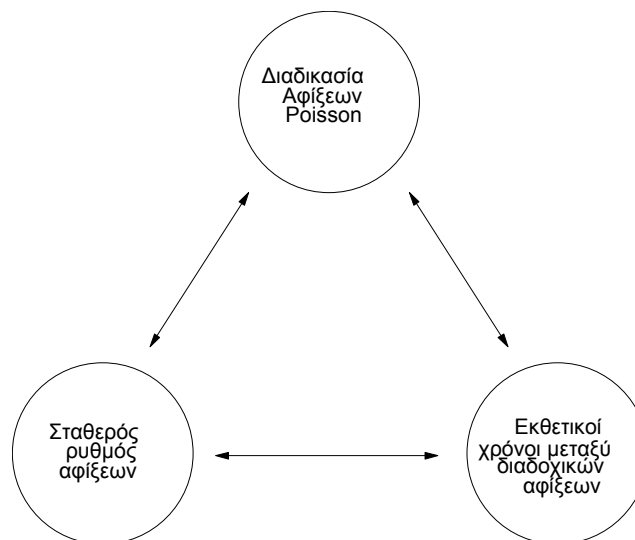 Διαδικασία
Αφίξεων
Poisson
Σταθερός
ρυθμός
αφίξεων
Εκθετικοί
χρόνοι μεταξύ
διαδοχικών
αφίξεων